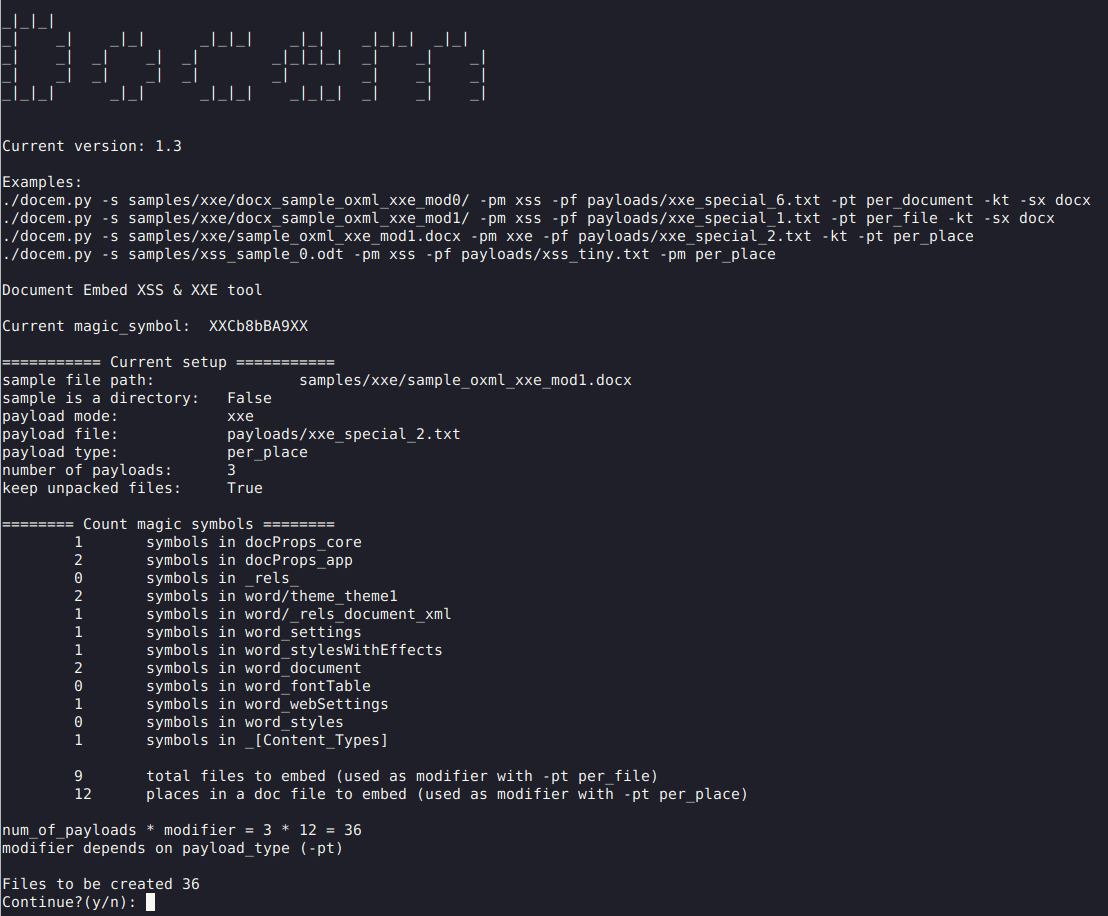 Docem
Current version: 1.3
Examples:
./docem.py -s samples/xxe/docx_sample_oxml_xxe_mod0/ -pm xss -pf payloads/xxe_special_6.txt -pt per_document -kt -sx docx
./docem.py -s samples/xxe/docx_sample_oxml_xxe_mod1/ -pm xss -pf payloads/xxe_special_1.txt -pt per_file -kt -sx docx
./docem.py -s samples/xxe/sample_oxml_xxe_mod1.docx -pm xxe -pf payloads/xxe_special_2.txt -kt -pt per_place
./docem.py -s samples/xss_sample_0.odt -pm xss -pf payloads/xss_tiny.txt -pm per_place
Document Embed XSS & XXE tool
Current magic_symbol:  XXCb8bBA9XX
=========== Current setup ===========
sample file path:                samples/xxe/sample_oxml_xxe_mod1.docx
sample is a directory:   False
payload mode:            xxe
payload file:            payloads/xxe_special_2.txt
payload type:            per_place
number of payloads:      3
keep unpacked files:     True
======== Count magic symbols ========
1       symbols in docProps_core
2       symbols in docProps_app
0       symbols in _rels_
2       symbols in word/theme_theme1
1       symbols in word/_rels_document_xml
1       symbols in word_settings
1       symbols in word_stylesWithEffects
2       symbols in word_document
0       symbols in word_fontTable
1       symbols in word_webSettings
0       symbols in word_styles
1       symbols in _[Content_Types]
9       total files to embed (used as modifier with -pt per_file)
12      places in a doc file to embed (used as modifier with -pt per_place)
num_of_payloads * modifier = 3 * 12 = 36
modifier depends on payload_type (-pt)
Files to be created 36
Continue?(y/n):